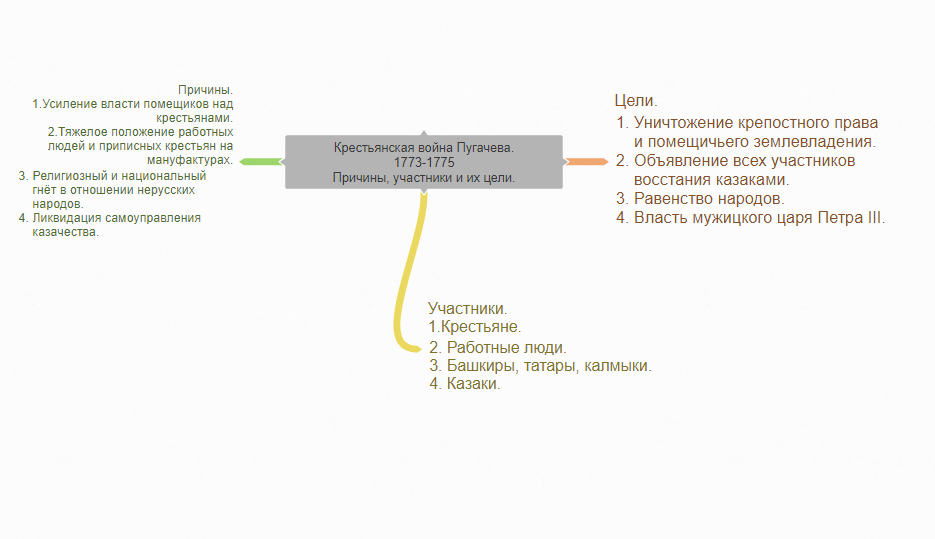 Причины.
1.Усиление власти помещиков над
крестьянами.
2.Тяжелое положение работных
людей и приписных крестьян на
мануфактурах.
3. Религиозный и национальный
гнёт в отношении нерусских
народов.
4. Ликвидация самоуправления
казачества.
Крестьянская война Пугачева.
1773-1775
Причины, участники и их цели.
Цели.
1. Уничтожение крепостного права
и помещичьего землевладения.
2. Объявление всех участников
восстания казаками.
3. Равенство народов.
4. Власть мужицкого царя Петра III.
Участники.
1.Крестьяне.
2. Работные люди.
3. Башкиры, татары, калмыки.
4. Казаки.